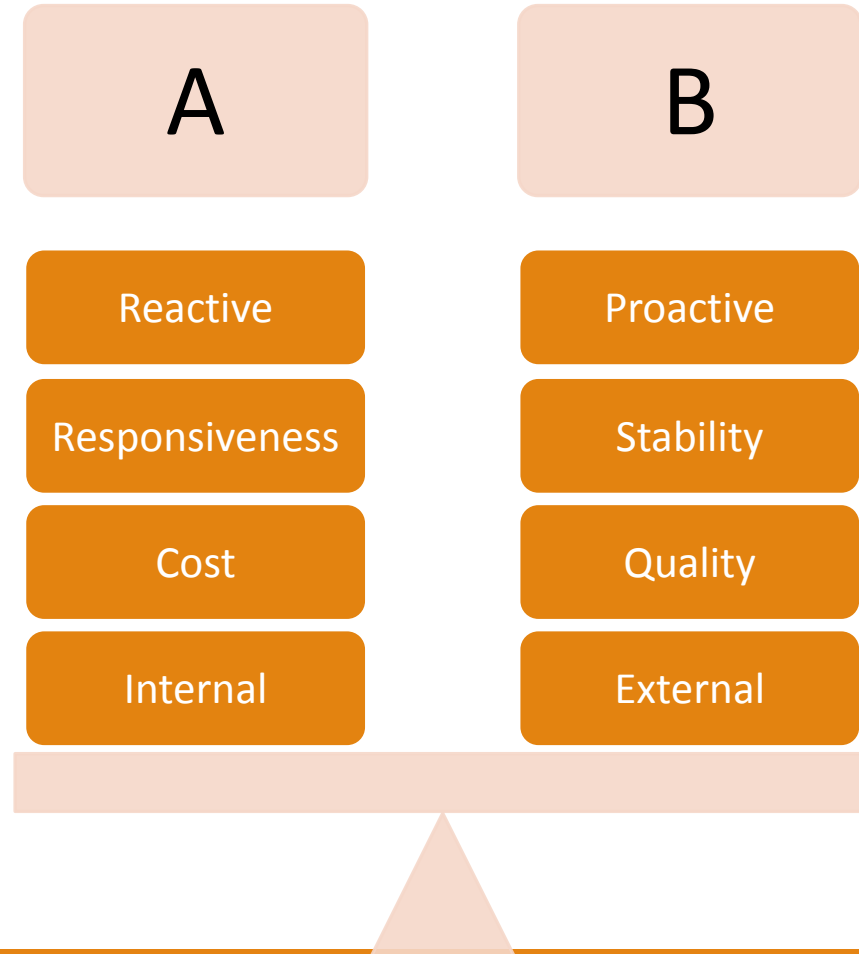 A
B
Reactive
Proactive
Responsiveness
Stability
Cost
Quality
Internal
External